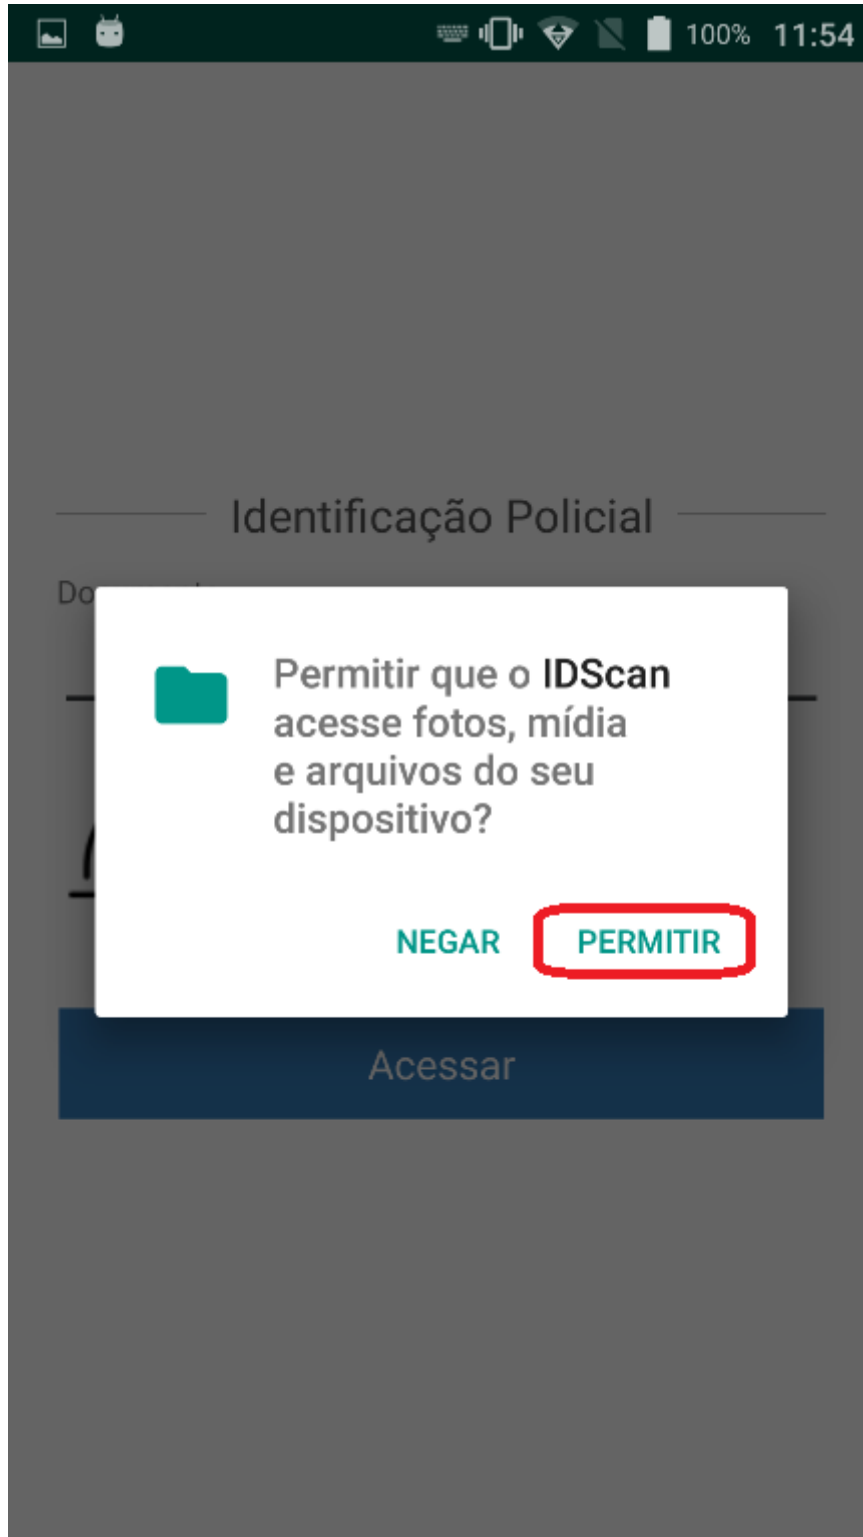 100% 11:54
Identificação Policial
Permitir que o IDScan
acesse fotos, mídia
e arquivos do seu
dispositivo?
NEGAR PERMITIR
Acessar